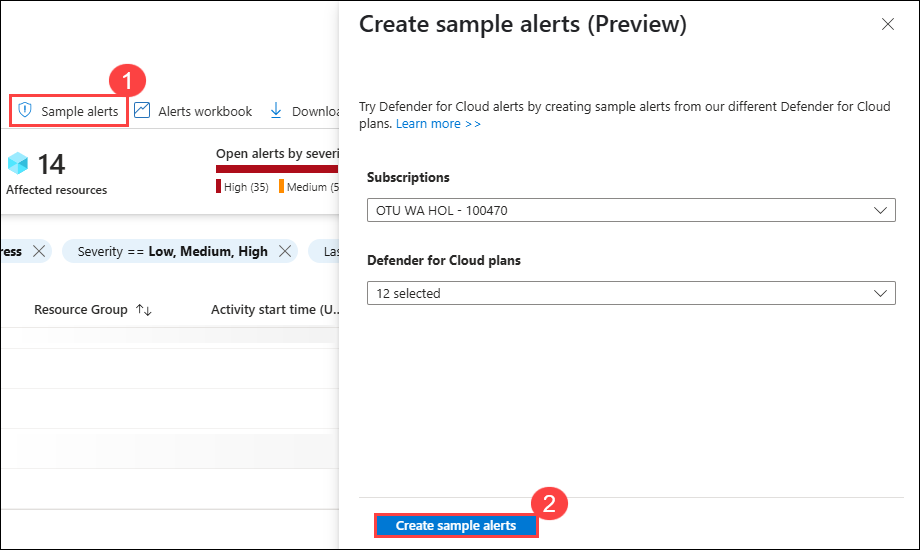 Create sample alerts (Preview)
1
Sample alerts
Alerts workbook
Downloa
Try Defender for Cloud alerts by creating sample alerts from our different Defender for Cloud
plans. Learn more >>
14
Affected resources
Open alerts by severi
High (35)
Medium (5
Subscriptions
OTU WA HOL - 100470
ress
Severity == Low, Medium, High
Las
Defender for Cloud plans
12 selected
Resource Group
Activity start time (U...
2
Create sample alerts